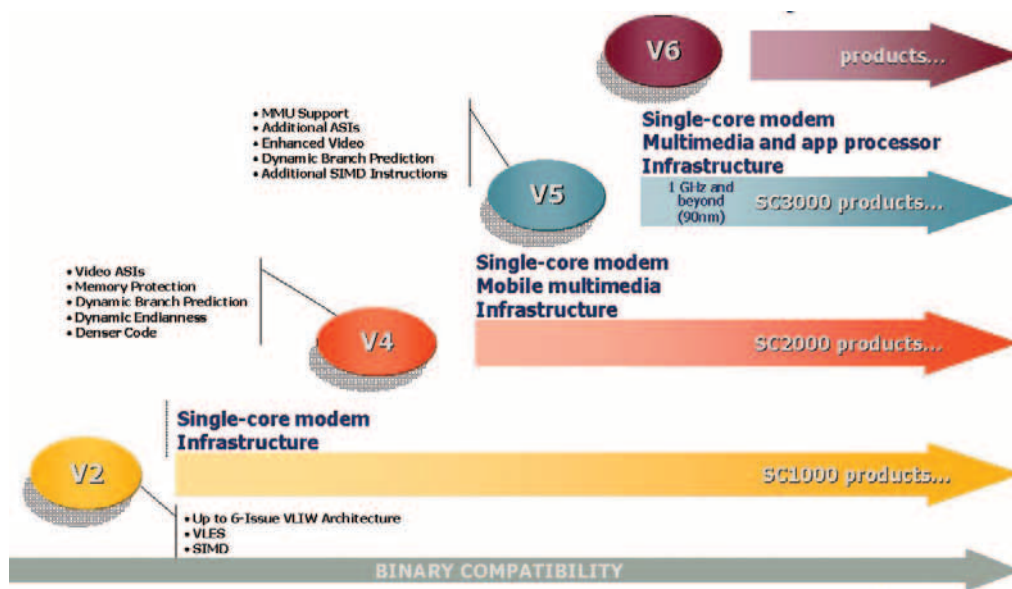 V6
products...
• MMU Support
• Additional ASIs
• Enhanced Video
• Dynamic Branch Prediction
• Additional SIMD Instructions
Single-core modem
Multimedia and app processor
Infrastructure
V5
1 GHz and
beyond
(90nm)
SC3000 products...
• Video ASIs
• Memory Protection
• Dynamic Branch Prediction
• Dynamic Endianness
• Denser Code
Single-core modem
Mobile multimedia
Infrastructure
V4
SC2000 products...
Single-core modem
Infrastructure
V2
SC1000 products...
• Up to 6-Issue VLIW Architecture
• VLES
• SIMD
BINARY COMPATIBILITY